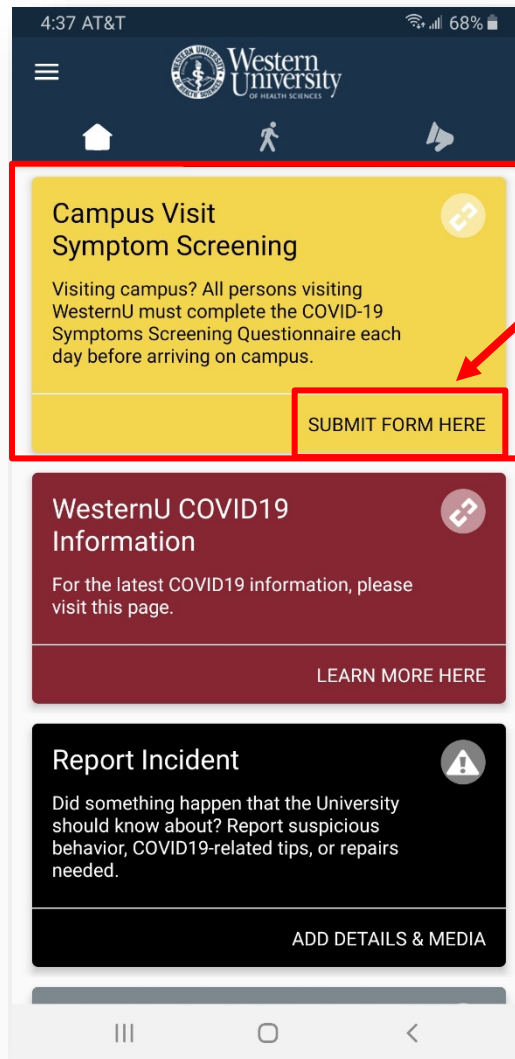 4:37 AT&T 68%
Western
University
OF HEALTH SCIENCES
Campus Visit
Symptom Screening
Visiting campus? All persons visiting
WesternU must complete the COVID-19
Symptoms Screening Questionnaire each
day before arriving on campus.
SUBMIT FORM HERE
WesternU COVID19
Information
For the latest COVID19 information, please
visit this page.
LEARN MORE HERE
Report Incident
Did something happen that the University
should know about? Report suspicious
behavior, COVID19-related tips, or repairs
needed.
ADD DETAILS & MEDIA